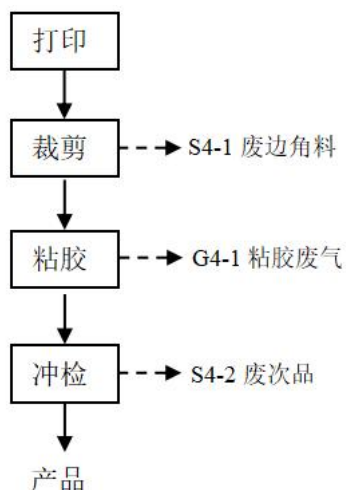 打印
裁剪
S4-1 废边角料
粘胶
G4-1 粘胶废气
冲检
S4-2 废次品
产品